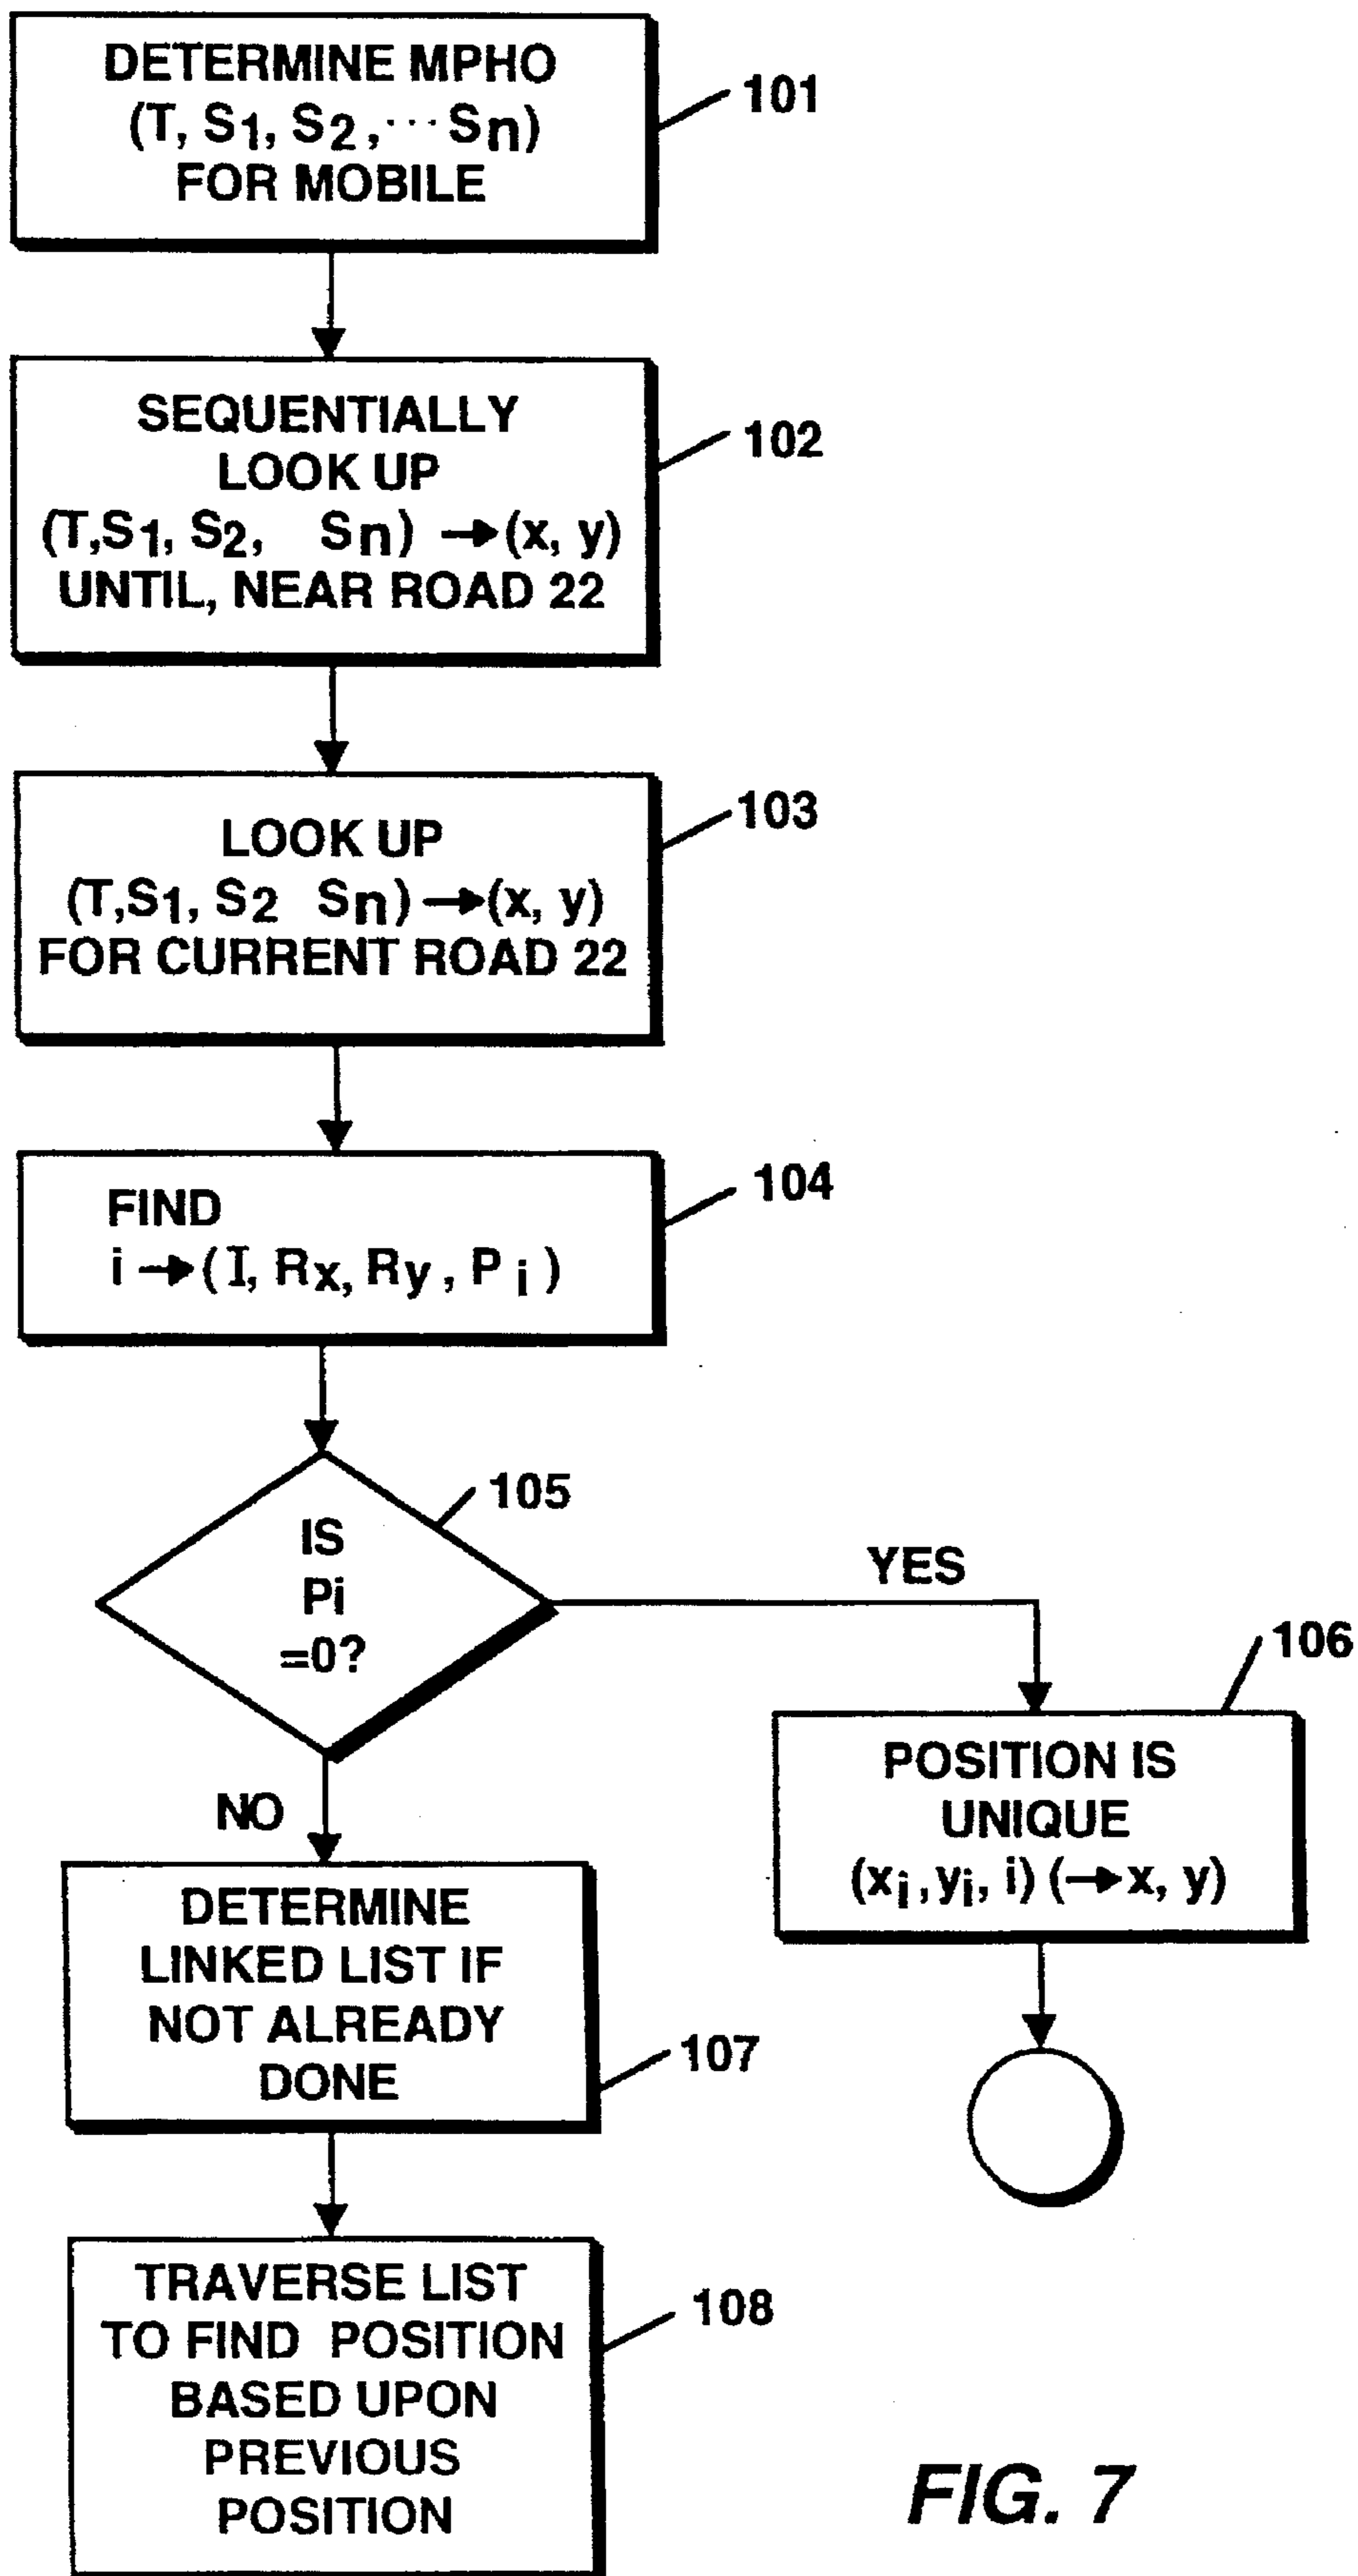 DETERMINE MPHO
(T, S1, S2,··· Sn)
FOR MOBILE
101
SEQUENTIALLY
LOOK UP
(T,S1, S2, Sn) →(x, y)
UNTIL, NEAR ROAD 22
102
LOOK UP
(T,S1, S2 Sn)→(x, y)
FOR CURRENT ROAD 22
103
FIND
i→(I, Rx, Ry, Pi)
104
IS
Pi
=0?
105
YES
NO
POSITION IS
UNIQUE
(xi,yi, i) (→x, y)
106
DETERMINE
LINKED LIST IF
NOT ALREADY
DONE
107
TRAVERSE LIST
TO FIND POSITION
BASED UPON
PREVIOUS
POSITION
108
FIG. 7